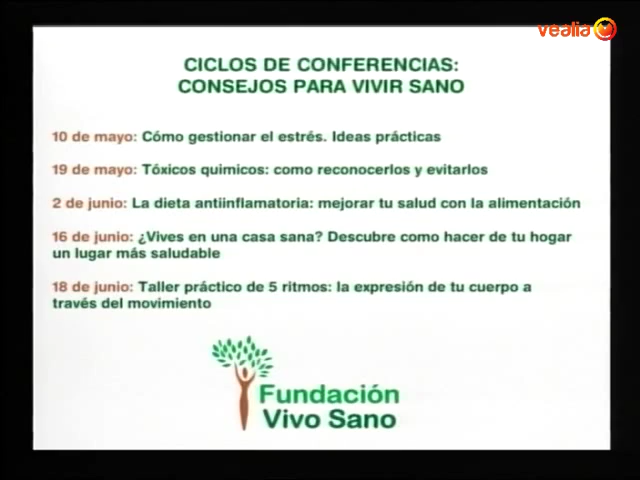 vealia
CICLOS DE CONFERENCIAS:
CONSEJOS PARA VIVIR SANO
10 de mayo: Cómo gestionar el estrés. Ideas prácticas
19 de mayo: Tóxicos quimicos: como reconocerlos y evitarlos
2 de junio: La dieta antiinflamatoria: mejorar tu salud con la alimentación
16 de junio: ¿Vives en una casa sana? Descubre como hacer de tu hogar
un lugar más saludable
18 de junio: Taller práctico de 5 ritmos: la expresión de tu cuerpo a
través del movimiento
Fundación
Vivo Sano